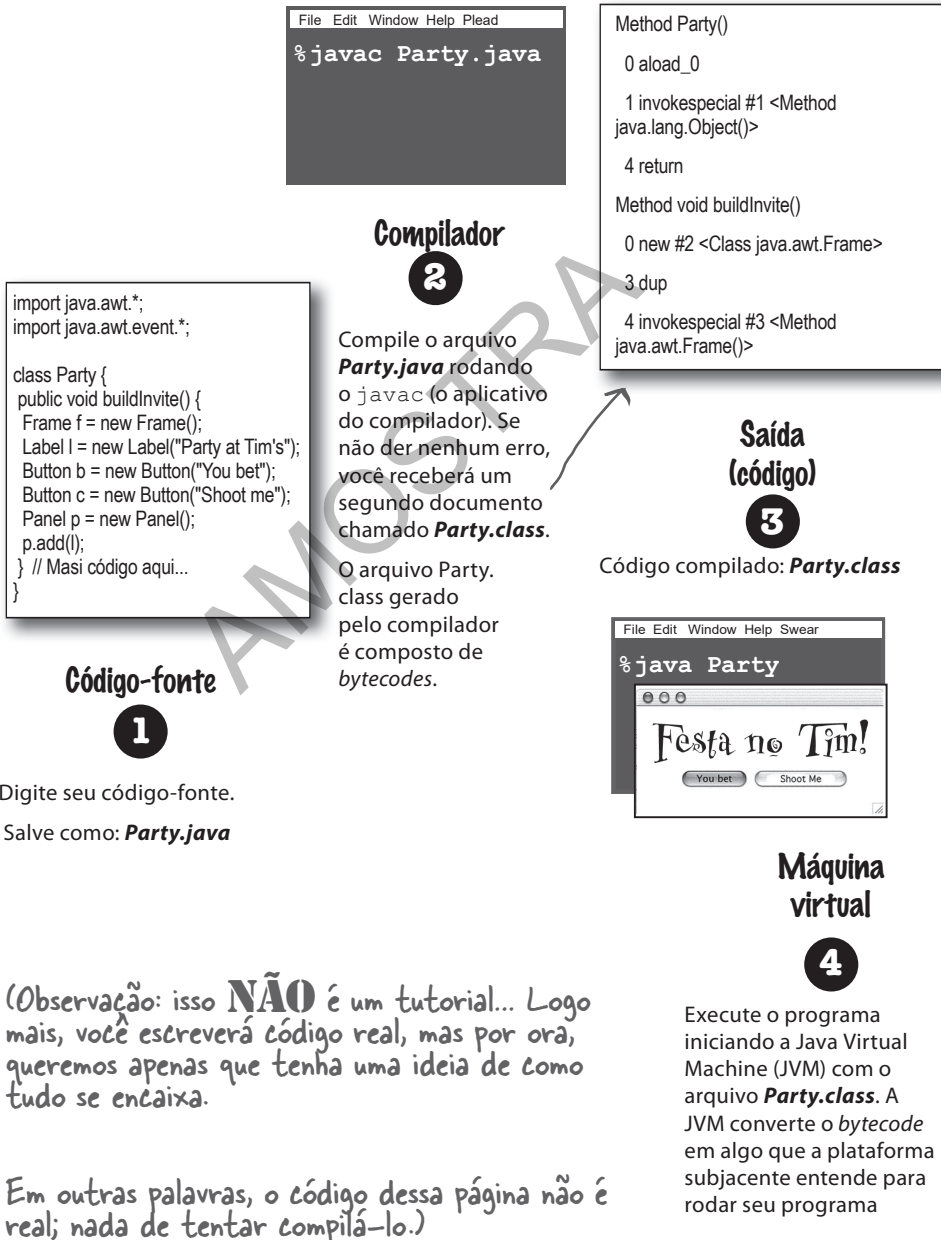 File Edit Window Help Plead
%javac Party.java
Method Party()
0 aload_0
1 invokespecial #1 <Method
java.lang.Object()>
4 return
Method void buildInvite()
0 new #2 <Class java.awt.Frame>
3 dup
4 invokespecial #3 <Method
java.awt.Frame()>
import java.awt.*;
import java.awt.event.*;
class Party {
public void buildInvite() {
Frame f = new Frame();
Label l = new Label("Party at Tim's");
Button b = new Button("You bet");
Button c = new Button("Shoot me");
Panel p = new Panel();
p.add(l);
} // Masi código aqui...
}
Código-fonte
1
Digite seu código-fonte.
Salve como: Party.java
Compilador
2
Compile o arquivo
Party.java rodando
o javac (o aplicativo
do compilador). Se
não der nenhum erro,
você receberá um
segundo documento
chamado Party.class.
O arquivo Party.
class gerado
pelo compilador
é composto de
bytecodes.
Saída
(código)
3
Código compilado: Party.class
File Edit Window Help Swear
%java Party
Festa no Tim!
You bet
Shoot Me
Máquina
virtual
4
Execute o programa
iniciando a Java Virtual
Machine (JVM) com o
arquivo Party.class. A
JVM converte o bytecode
em algo que a plataforma
subjacente entende para
rodar seu programa
(Observação: isso NÃO é um tutorial... Logo
mais, você escreverá código real, mas por ora,
queremos apenas que tenha uma ideia de como
tudo se encaixa.
Em outras palavras, o código dessa página não é
real; nada de tentar compilá-lo.)
AMOSTRA